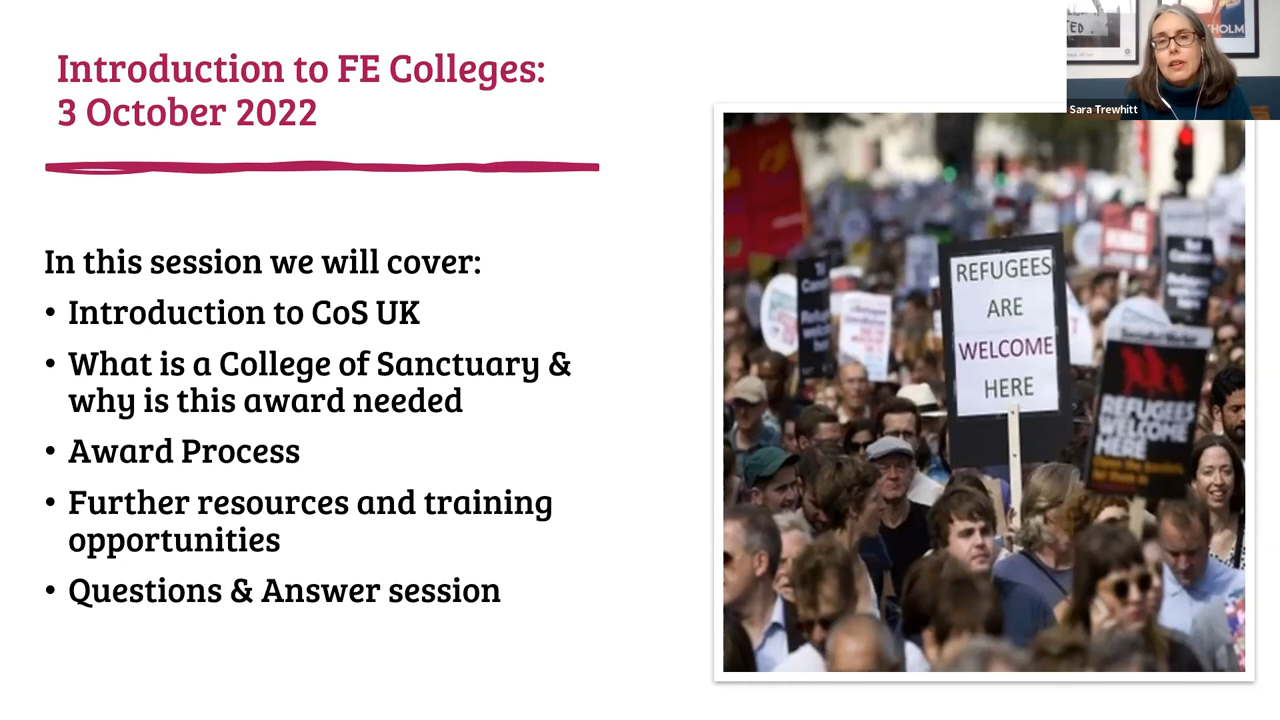 Introduction to FE Colleges:
3 October 2022
In this session we will cover:
• Introduction to CoS UK
• What is a College of Sanctuary &
why is this award needed
• Award Process
• Further resources and training
opportunities
• Questions & Answer session
Sara Trewhitt
REFUGEES
ARE
WELCOME
HERE
REFUGEES
WELCOME
HERE